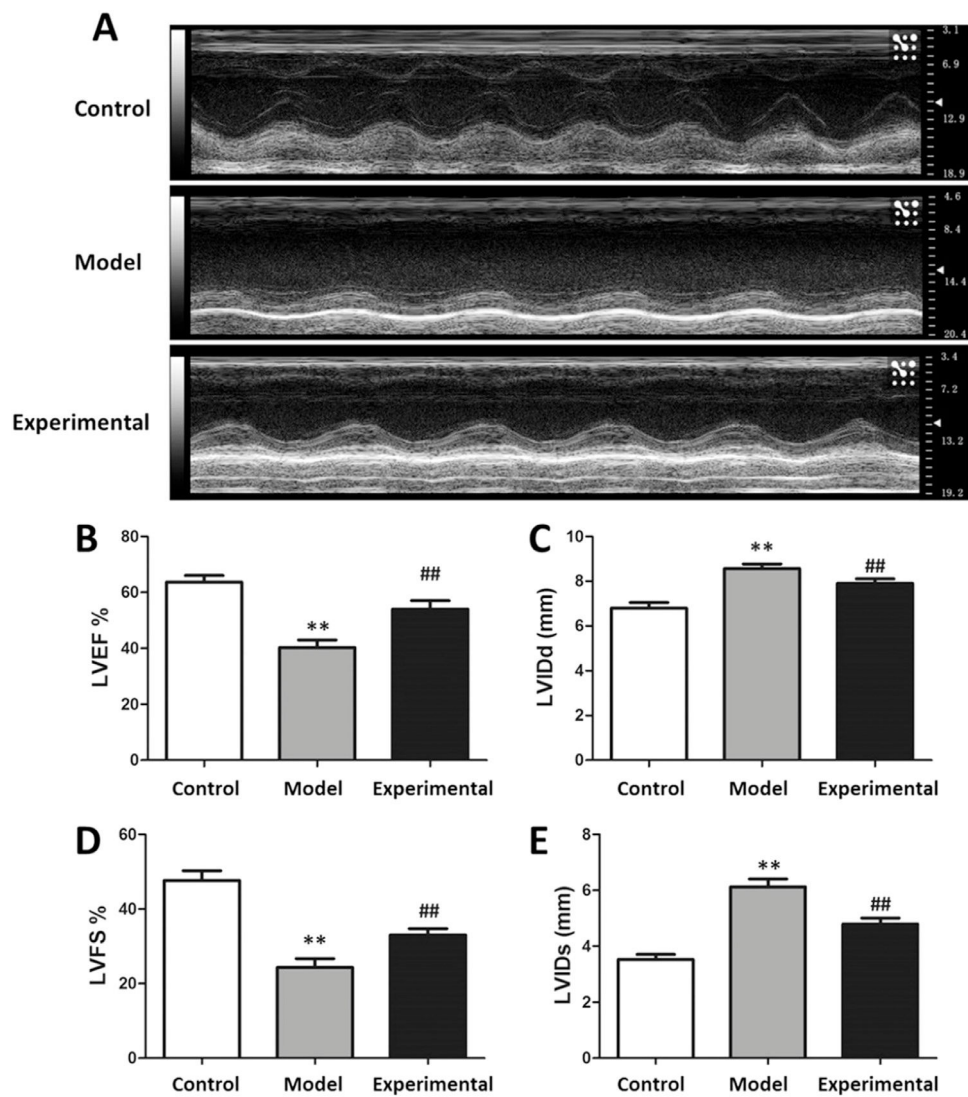 A
Control
3.1
6.9
12.9
18.9
Model
4.6
8.4
14.4
20.4
Experimental
3.4
7.2
13.2
19.2
B
LVEF %
80
60
40
20
0
**
##
Control Model Experimental
C
LVIDd (mm)
10
8
6
4
2
0
**
##
Control Model Experimental
D
LVFS %
60
40
20
0
**
##
Control Model Experimental
E
LVIDs (mm)
8
6
4
2
0
**
##
Control Model Experimental